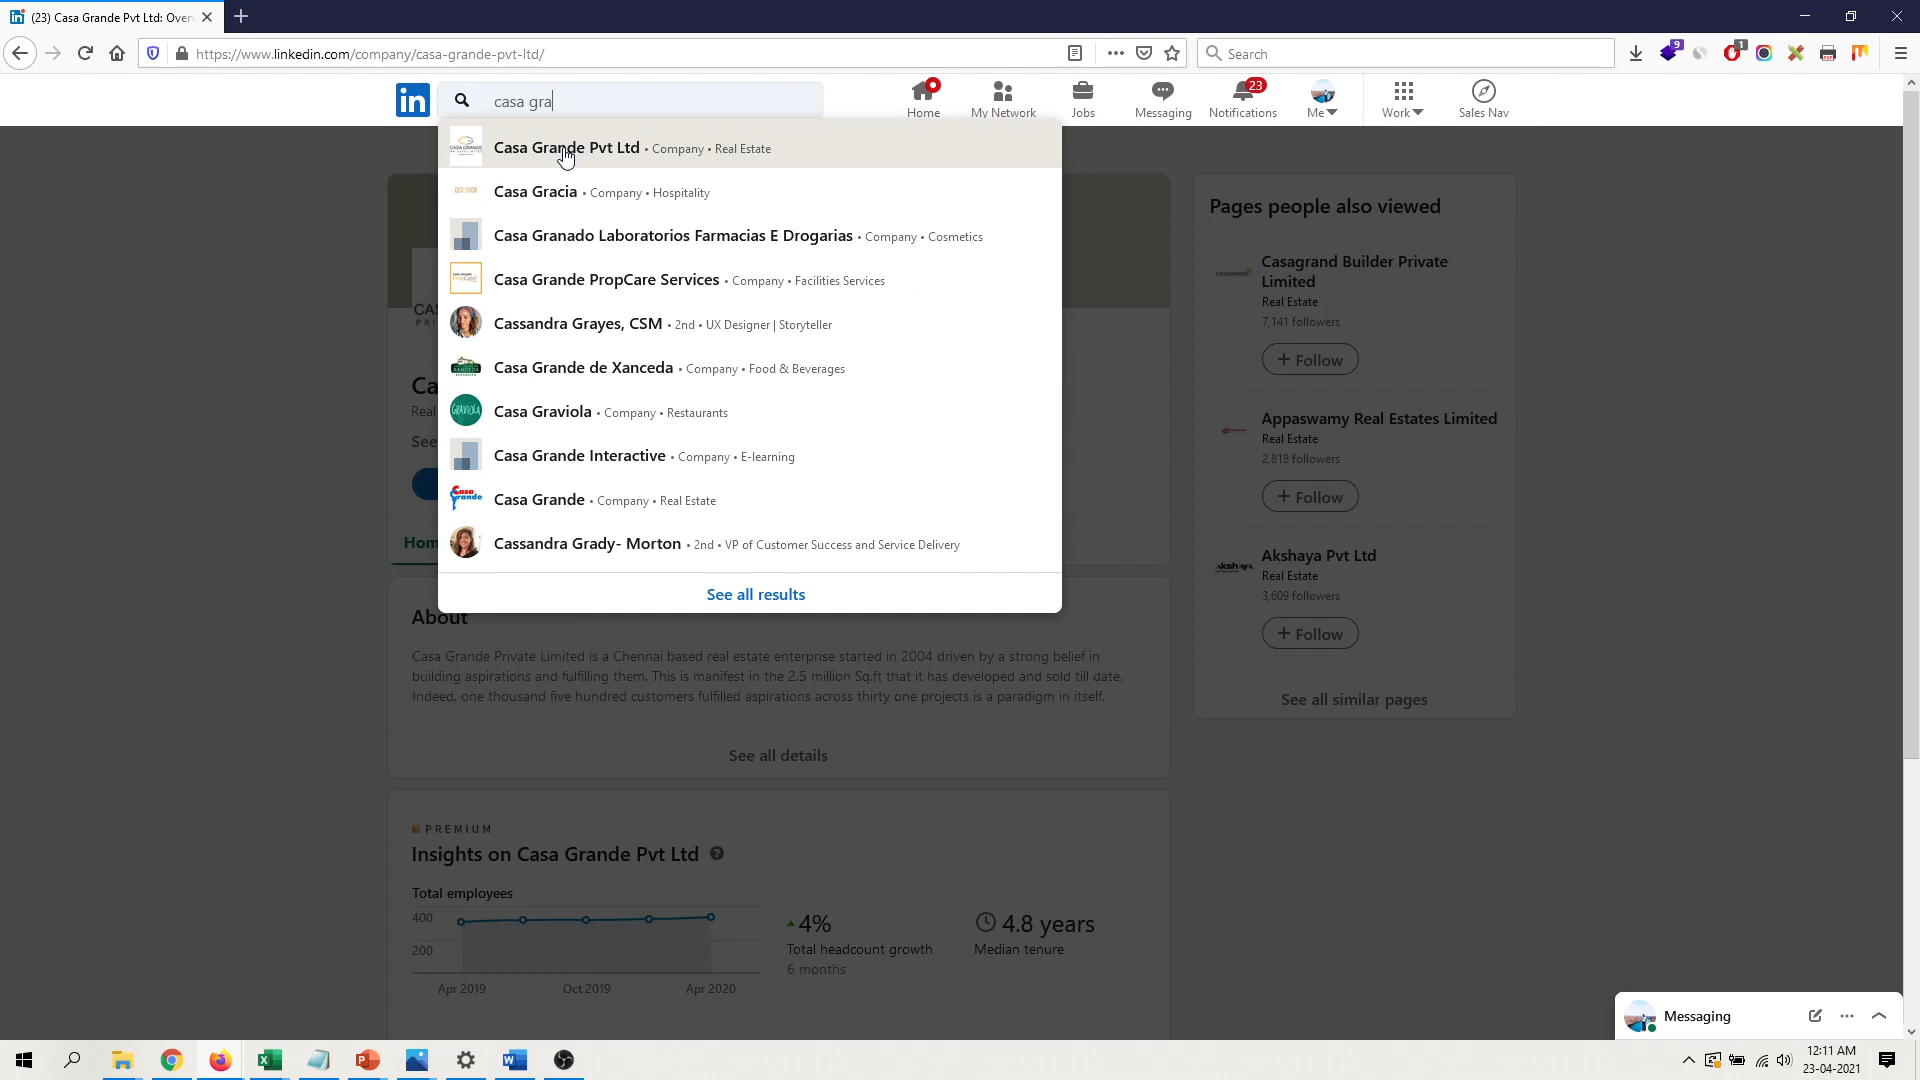 (23) Casa Grande Pvt Ltd: Over
https://www.linkedin.com/company/casa-grande-pvt-ltd/
Search
9
1
in
casa gra
Home
My Network
Jobs
Messaging
23
Notifications
Me
Work
Sales Nav
Casa Grande Pvt Ltd • Company • Real Estate
Casa Gracia • Company • Hospitality
Casa Granado Laboratorios Farmacias E Drogarias • Company • Cosmetics
Casa Grande PropCare Services • Company • Facilities Services
Cassandra Grayes, CSM • 2nd • UX Designer | Storyteller
Casa Grande de Xanceda • Company • Food & Beverages
Casa Graviola • Company • Restaurants
Casa Grande Interactive • Company • E-learning
Casa Grande • Company • Real Estate
Cassandra Grady- Morton • 2nd • VP of Customer Success and Service Delivery
See all results
CAS
PRI
Ca
Real
See
Hom
About
Casa Grande Private Limited is a Chennai based real estate enterprise started in 2004 driven by a strong belief in
building aspirations and fulfilling them. This is manifest in the 2.5 million Sq.ft that it has developed and sold till date.
Indeed, one thousand five hundred customers fulfilled aspirations across thirty one projects is a paradigm in itself.
See all details
PREMIUM
Insights on Casa Grande Pvt Ltd
Total employees
400
200
Apr 2019
Oct 2019
Apr 2020
4%
Total headcount growth
6 months
4.8 years
Median tenure
Pages people also viewed
CASAGRAND
Casagrand Builder Private
Limited
Real Estate
7,141 followers
+ Follow
Appaswamy Real Estates Limited
Real Estate
2,818 followers
+ Follow
Akshaya
Akshaya Pvt Ltd
Real Estate
3,609 followers
+ Follow
See all similar pages
Messaging
12:11 AM
23-04-2021